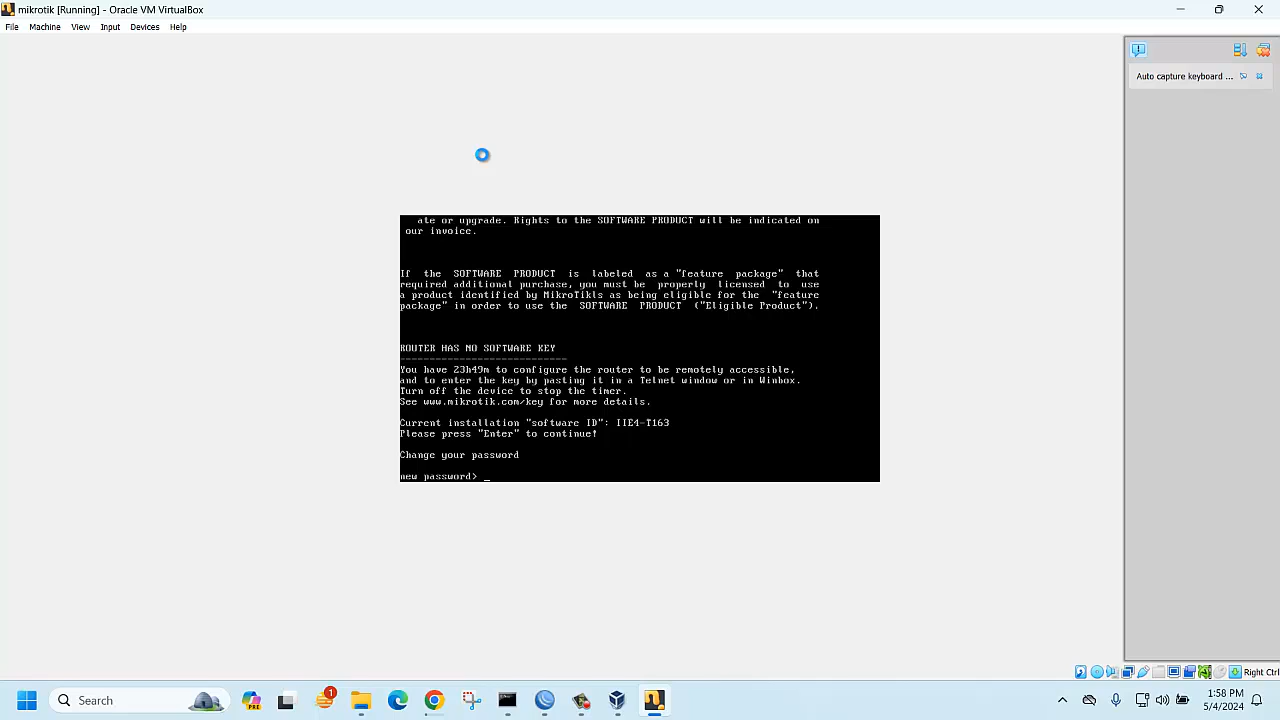 mikrotik [Running] - Oracle VM VirtualBox
File Machine View Input Devices Help
Auto capture keyboard ...
ate or upgrade. Rights to the SOFTWARE PRODUCT will be indicated on
our invoice.
If the SOFTWARE PRODUCT is labeled as a "feature package" that
required additional purchase, you must be properly licensed to use
a product identified by MikroTikls as being eligible for the "feature
package" in order to use the SOFTWARE PRODUCT ("Eligible Product").
ROUTER HAS NO SOFTWARE KEY
----------------------------
You have 23h49m to configure the router to be remotely accessible,
and to enter the key by pasting it in a Telnet window or in Winbox.
Turn off the device to stop the timer.
See www.mikrotik.com/key for more details.
Current installation "software ID": IIE4-T163
Please press "Enter" to continue!
Change your password
new password> _
Right Ctrl
Search
PRE
1
1:58 PM
5/4/2024